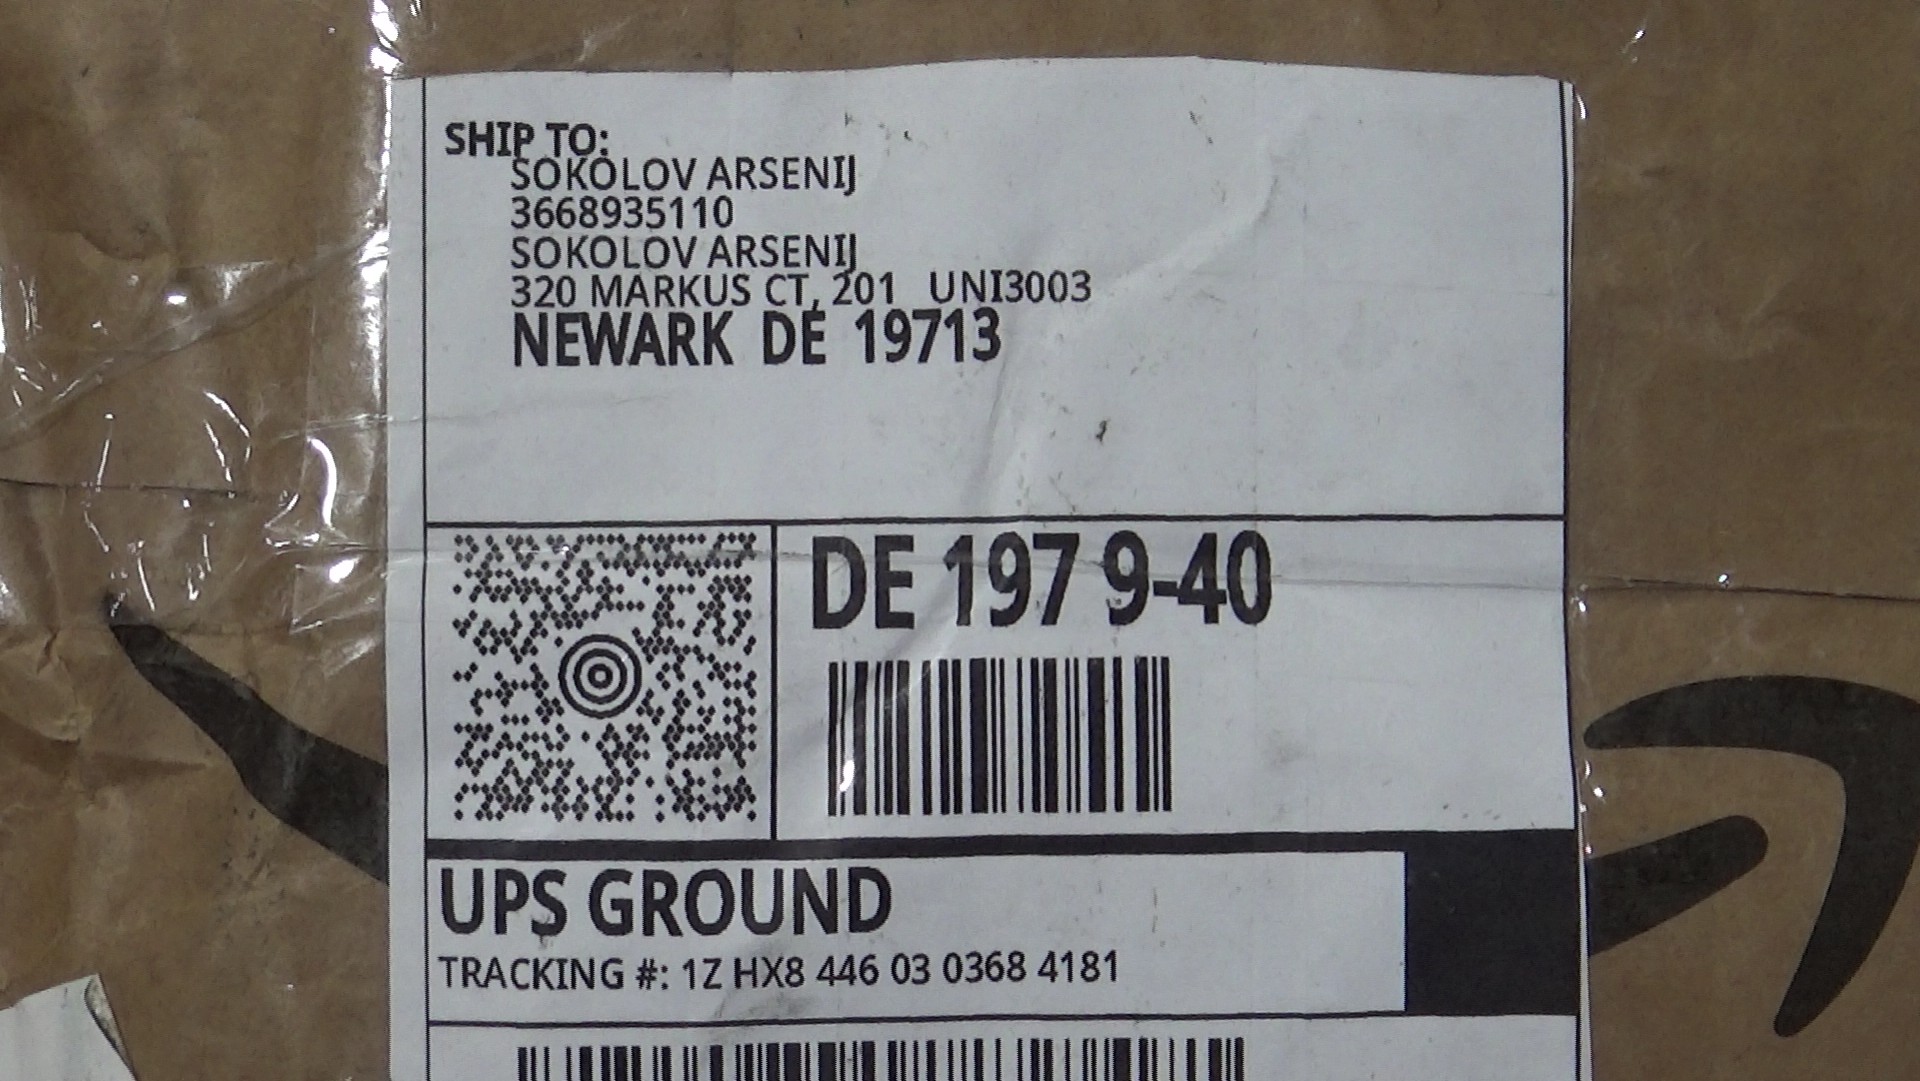 SHIP TO:
SOKOLOV ARSENIJ
3668935110
SOKOLOV ARSENIJ
320 MARKUS CT, 201 UNI3003
NEWARK DE 19713
DE 197 9-40
UPS GROUND
TRACKING #: 1Z HX8 446 03 0368 4181